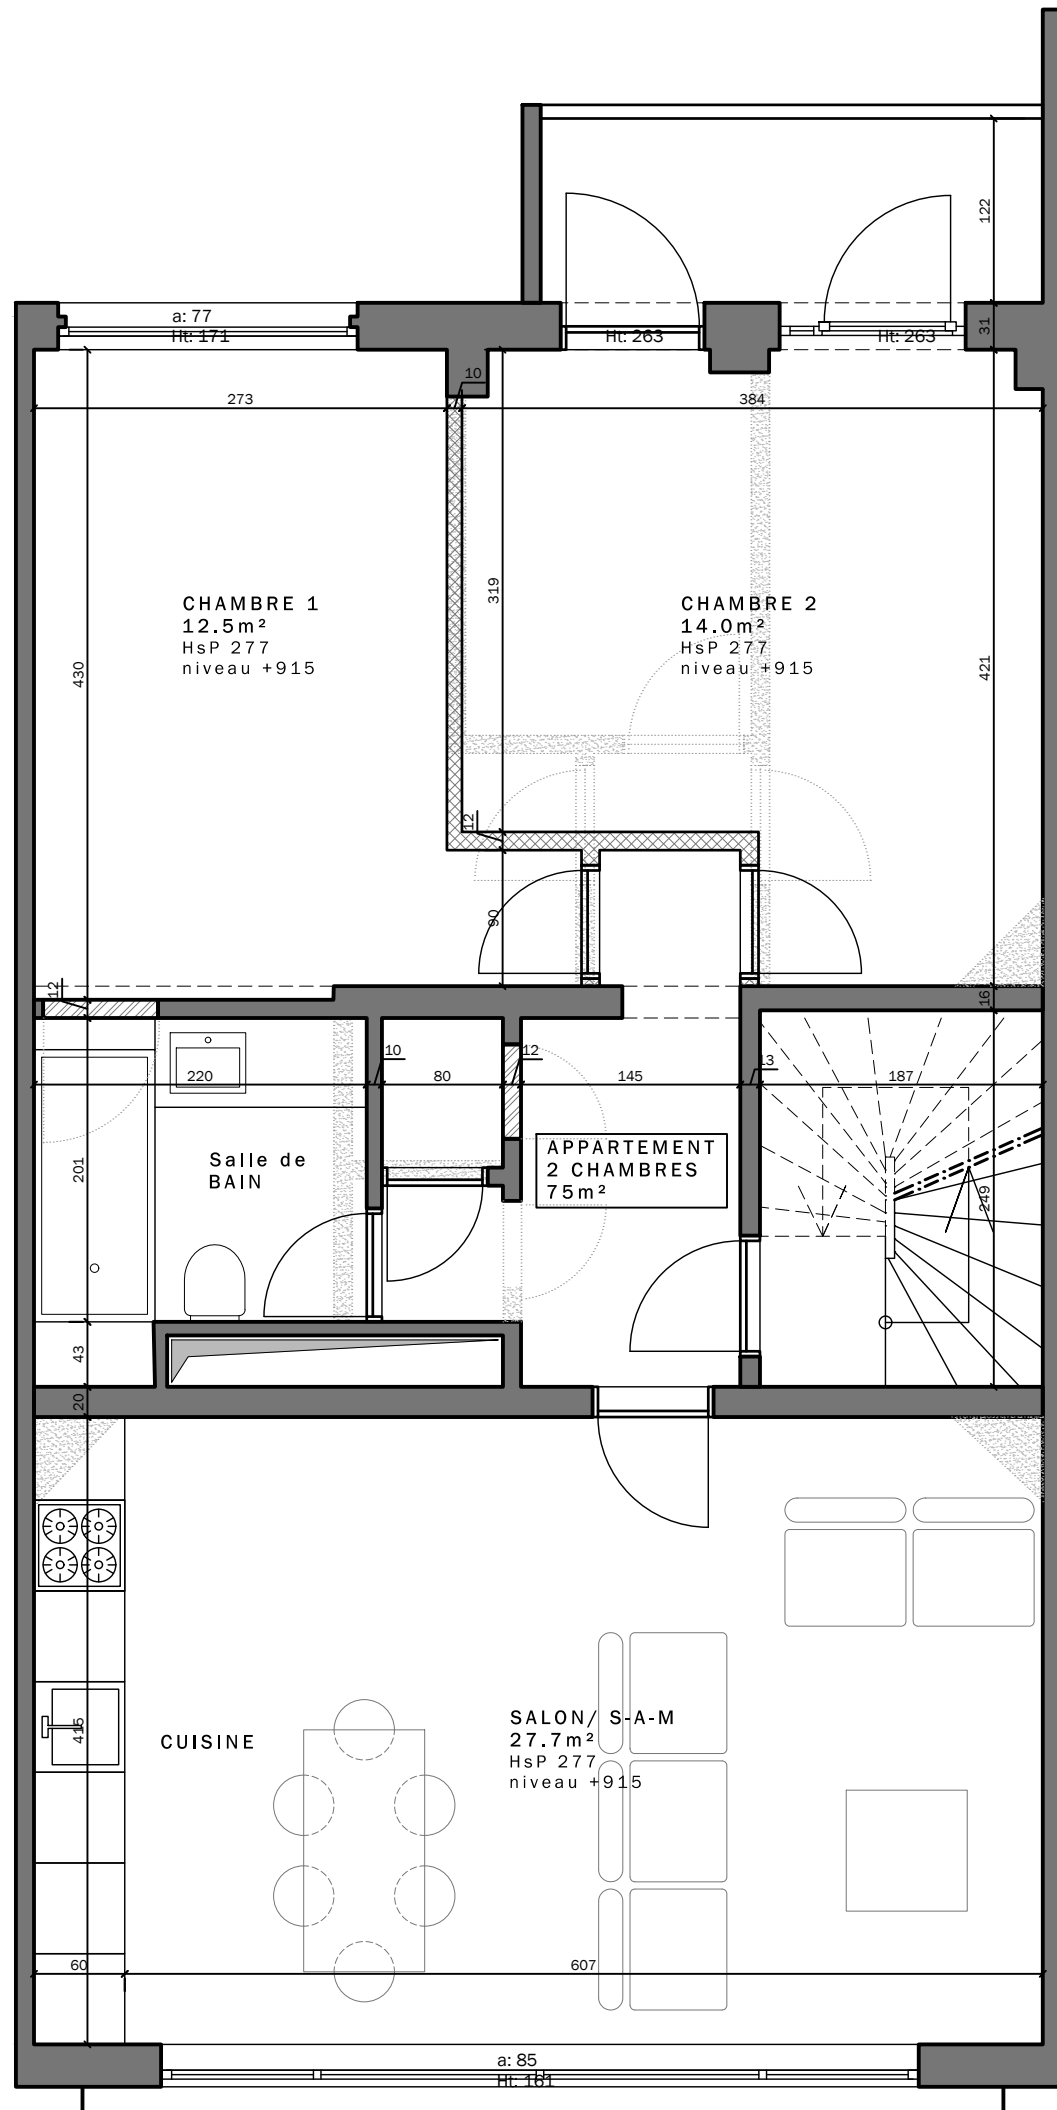 122
a: 77
Ht: 171
Ht: 263
Ht: 263
31
10
273
384
319
CHAMBRE 1
12.5m²
HsP 277
niveau +915
CHAMBRE 2
14.0m²
HsP 277
niveau +915
430
421
12
90
12
16
10
12
13
220
80
145
187
APPARTEMENT
2 CHAMBRES
75m²
Salle de
BAIN
201
249
43
20
415
CUISINE
SALON/ S-A-M
27.7m²
HsP 277
niveau +915
60
607
a: 85
Ht: 161